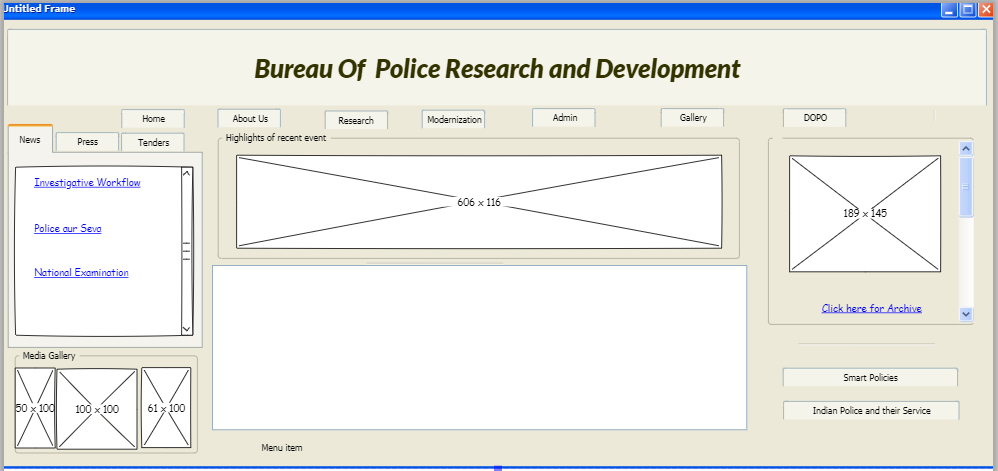 Untitled Frame
Bureau Of Police Research and Development
Home
About Us
Research
Modernization
Admin
Gallery
DOPO
News
Press
Tenders
Investigative Workflow
Police aur Seva
National Examination
Highlights of recent event
606 x 116
189 x 145
Click here for Archive
Media Gallery
50 x 100
100 x 100
61 x 100
Smart Policies
Indian Police and their Service
Menu item